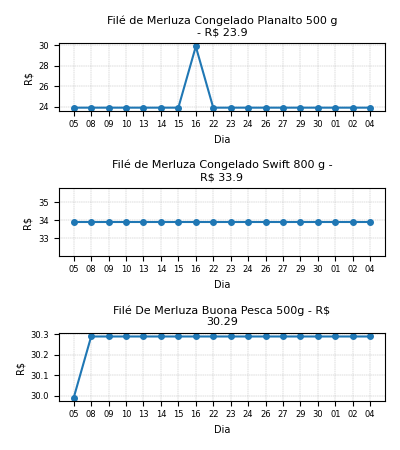 Filé de Merluza Congelado Planalto 500 g
- R$ 23.9
30
28
26
24
R$
05 08 09 10 13 14 15 16 22 23 24 26 27 29 30 01 02 04
Dia
Filé de Merluza Congelado Swift 800 g -
R$ 33.9
35
34
33
R$
05 08 09 10 13 14 15 16 22 23 24 26 27 29 30 01 02 04
Dia
Filé De Merluza Buona Pesca 500g - R$
30.29
30.3
30.2
30.1
30.0
R$
05 08 09 10 13 14 15 16 22 23 24 26 27 29 30 01 02 04
Dia